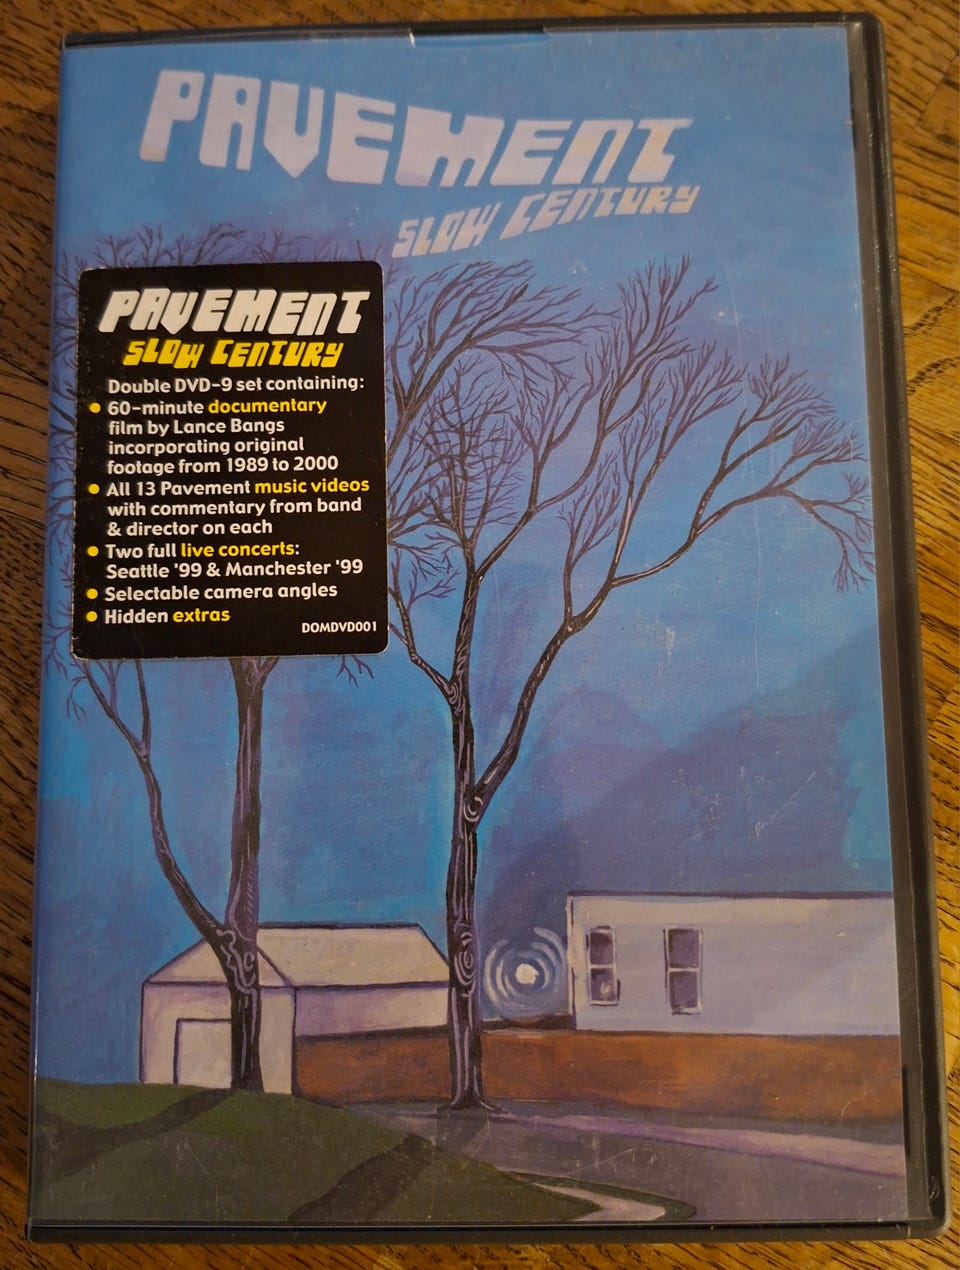 PAVEMENT
SLOW CENTURY
PAVEMENT
SLOW CENTURY
Double DVD-9 set containing:
• 60-minute documentary
film by Lance Bangs
incorporating original
footage from 1989 to 2000
• All 13 Pavement music videos
with commentary from band
& director on each
• Two full live concerts:
Seattle '99 & Manchester '99
• Selectable camera angles
• Hidden extras
DOMDVD001